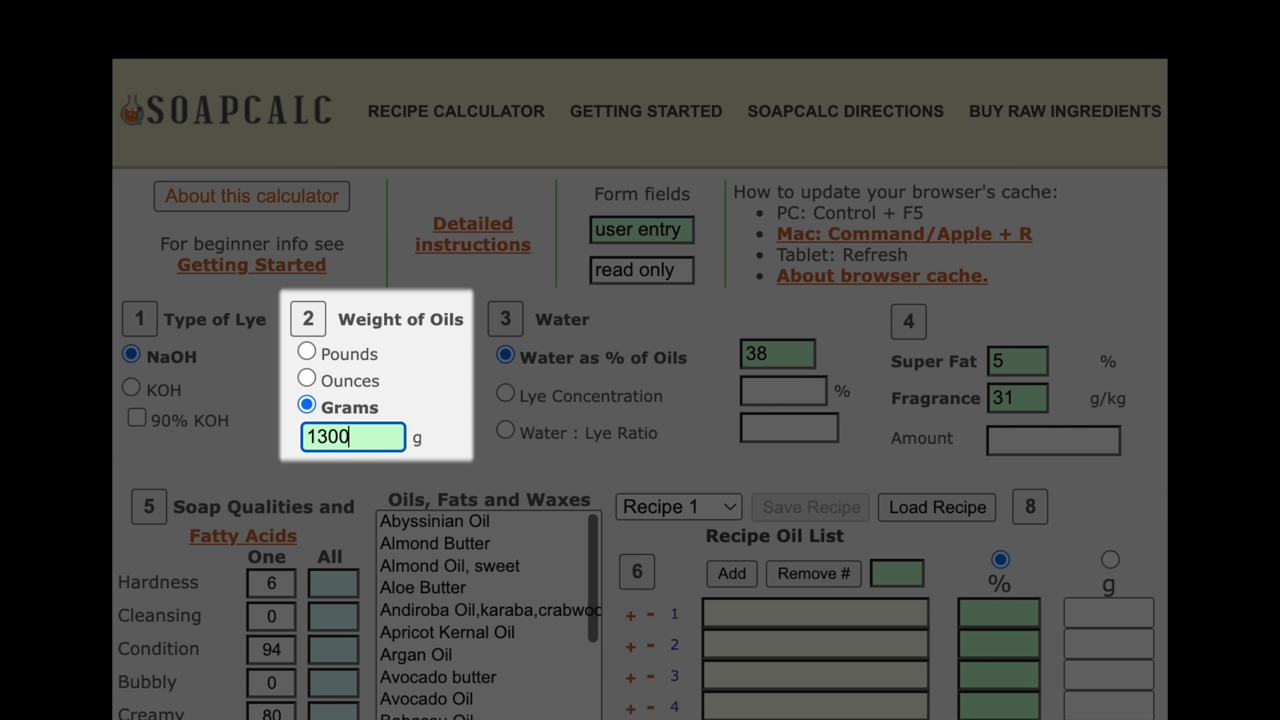 SOAPCALC
RECIPE CALCULATOR GETTING STARTED SOAPCALC DIRECTIONS BUY RAW INGREDIENTS
About this calculator
For beginner info see
Getting Started
Detailed
instructions
Form fields
user entry
read only
How to update your browser's cache:
• PC: Control + F5
• Mac: Command/Apple + R
• Tablet: Refresh
• About browser cache.
1 Type of Lye
NaOH
KOH
90% KOH
2 Weight of Oils
Pounds
Ounces
Grams
1300 g
3 Water
Water as % of Oils 38
Lye Concentration %
Water : Lye Ratio
4
Super Fat 5 %
Fragrance 31 g/kg
Amount
5 Soap Qualities and
Fatty Acids
One All
Hardness 6
Cleansing 0
Condition 94
Bubbly 0
Creamy 80
Oils, Fats and Waxes
Abyssinian Oil
Almond Butter
Almond Oil, sweet
Aloe Butter
Andiroba Oil,karaba,crabwoo
Apricot Kernal Oil
Argan Oil
Avocado butter
Avocado Oil
Babassu Oil
Recipe 1 Save Recipe Load Recipe 8
Recipe Oil List
6 Add Remove # % g
+ - 1
+ - 2
+ - 3
+ - 4